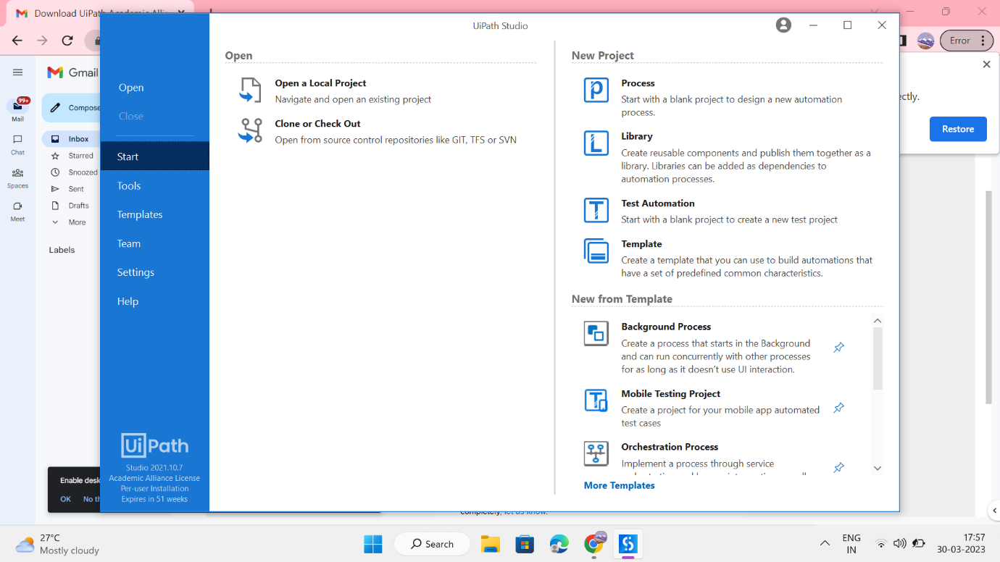 Download UiPath Academic Allia
UiPath Studio
Error
Gmail
99+
Mail
Chat
Spaces
Meet
Compose
Inbox
Starred
Snoozed
Sent
Drafts
More
Labels
Enable desk
OK
No th
Open
Close
Start
Tools
Templates
Team
Settings
Help
UiPath
Studio 2021.10.7
Academic Alliance License
Per-user Installation
Expires in 51 weeks
Open
Open a Local Project
Navigate and open an existing project
Clone or Check Out
Open from source control repositories like GIT, TFS or SVN
New Project
Process
Start with a blank project to design a new automation
process.
Library
Create reusable components and publish them together as a
library. Libraries can be added as dependencies to
automation processes.
Test Automation
Start with a blank project to create a new test project
Template
Create a template that you can use to build automations that
have a set of predefined common characteristics.
New from Template
Background Process
Create a process that starts in the Background
and can run concurrently with other processes
for as long as it doesn't use UI interaction.
Mobile Testing Project
Create a project for your mobile app automated
test cases
Orchestration Process
Implement a process through service
More Templates
ctly.
Restore
completely, let us know.
27°C
Mostly cloudy
Search
ENG
IN
17:57
30-03-2023